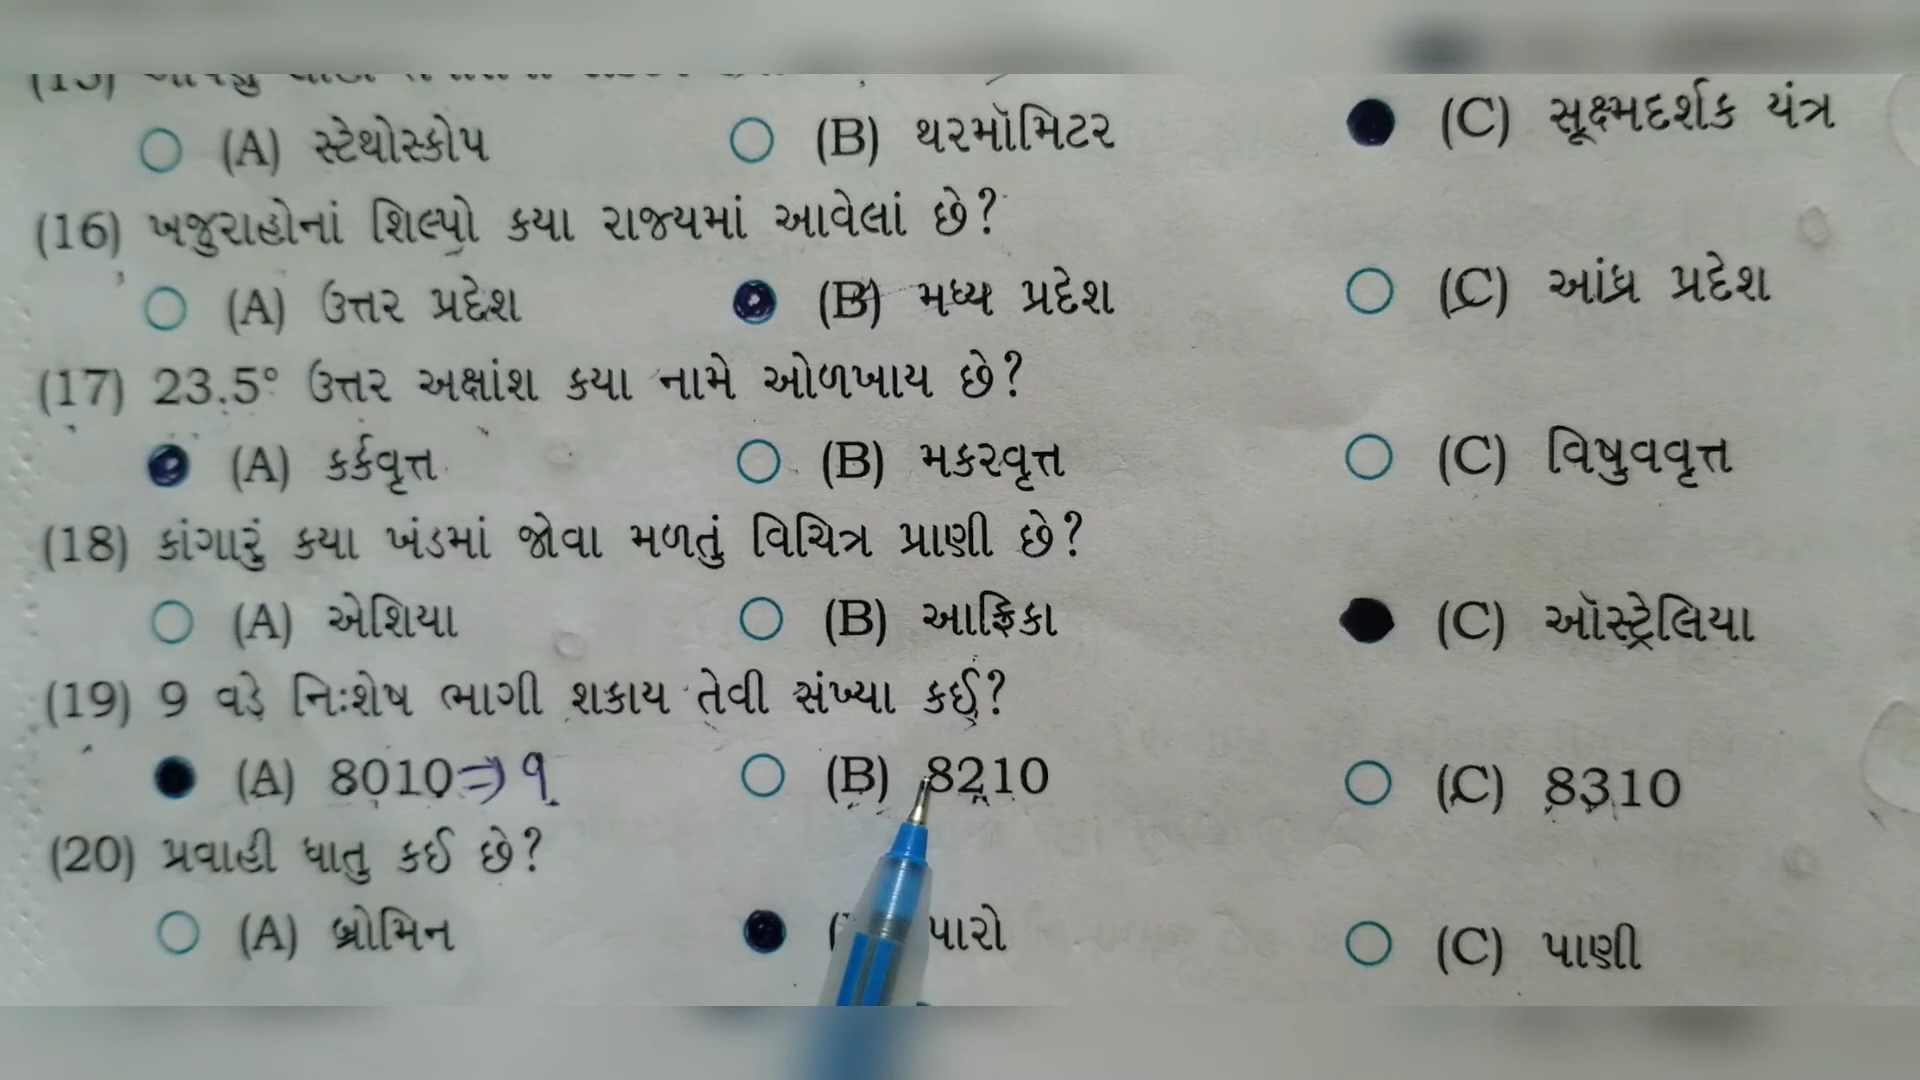 (A) સ્ટેથોસ્કોપ (B) થરમૉમિટર (C) સૂક્ષ્મદર્શક યંત્ર
(16) ખજુરાહોનાં શિલ્પો કયા રાજ્યમાં આવેલાં છે?
(A) ઉત્તર પ્રદેશ (B) મધ્ય પ્રદેશ (C) આંધ્ર પ્રદેશ
(17) 23.5° ઉત્તર અક્ષાંશ કયા નામે ઓળખાય છે?
(A) કર્કવૃત્ત (B) મકરવૃત્ત (C) વિષુવવૃત્ત
(18) કાંગારું કયા ખંડમાં જોવા મળતું વિચિત્ર પ્રાણી છે?
(A) એશિયા (B) આફ્રિકા (C) ઑસ્ટ્રેલિયા
(19) 9 વડે નિઃશેષ ભાગી શકાય તેવી સંખ્યા કઈ?
(A) 8010 ⇒ 9 (B) 8210 (C) 8310
(20) પ્રવાહી ધાતુ કઈ છે?
(A) બ્રોમિન પારો (C) પાણી